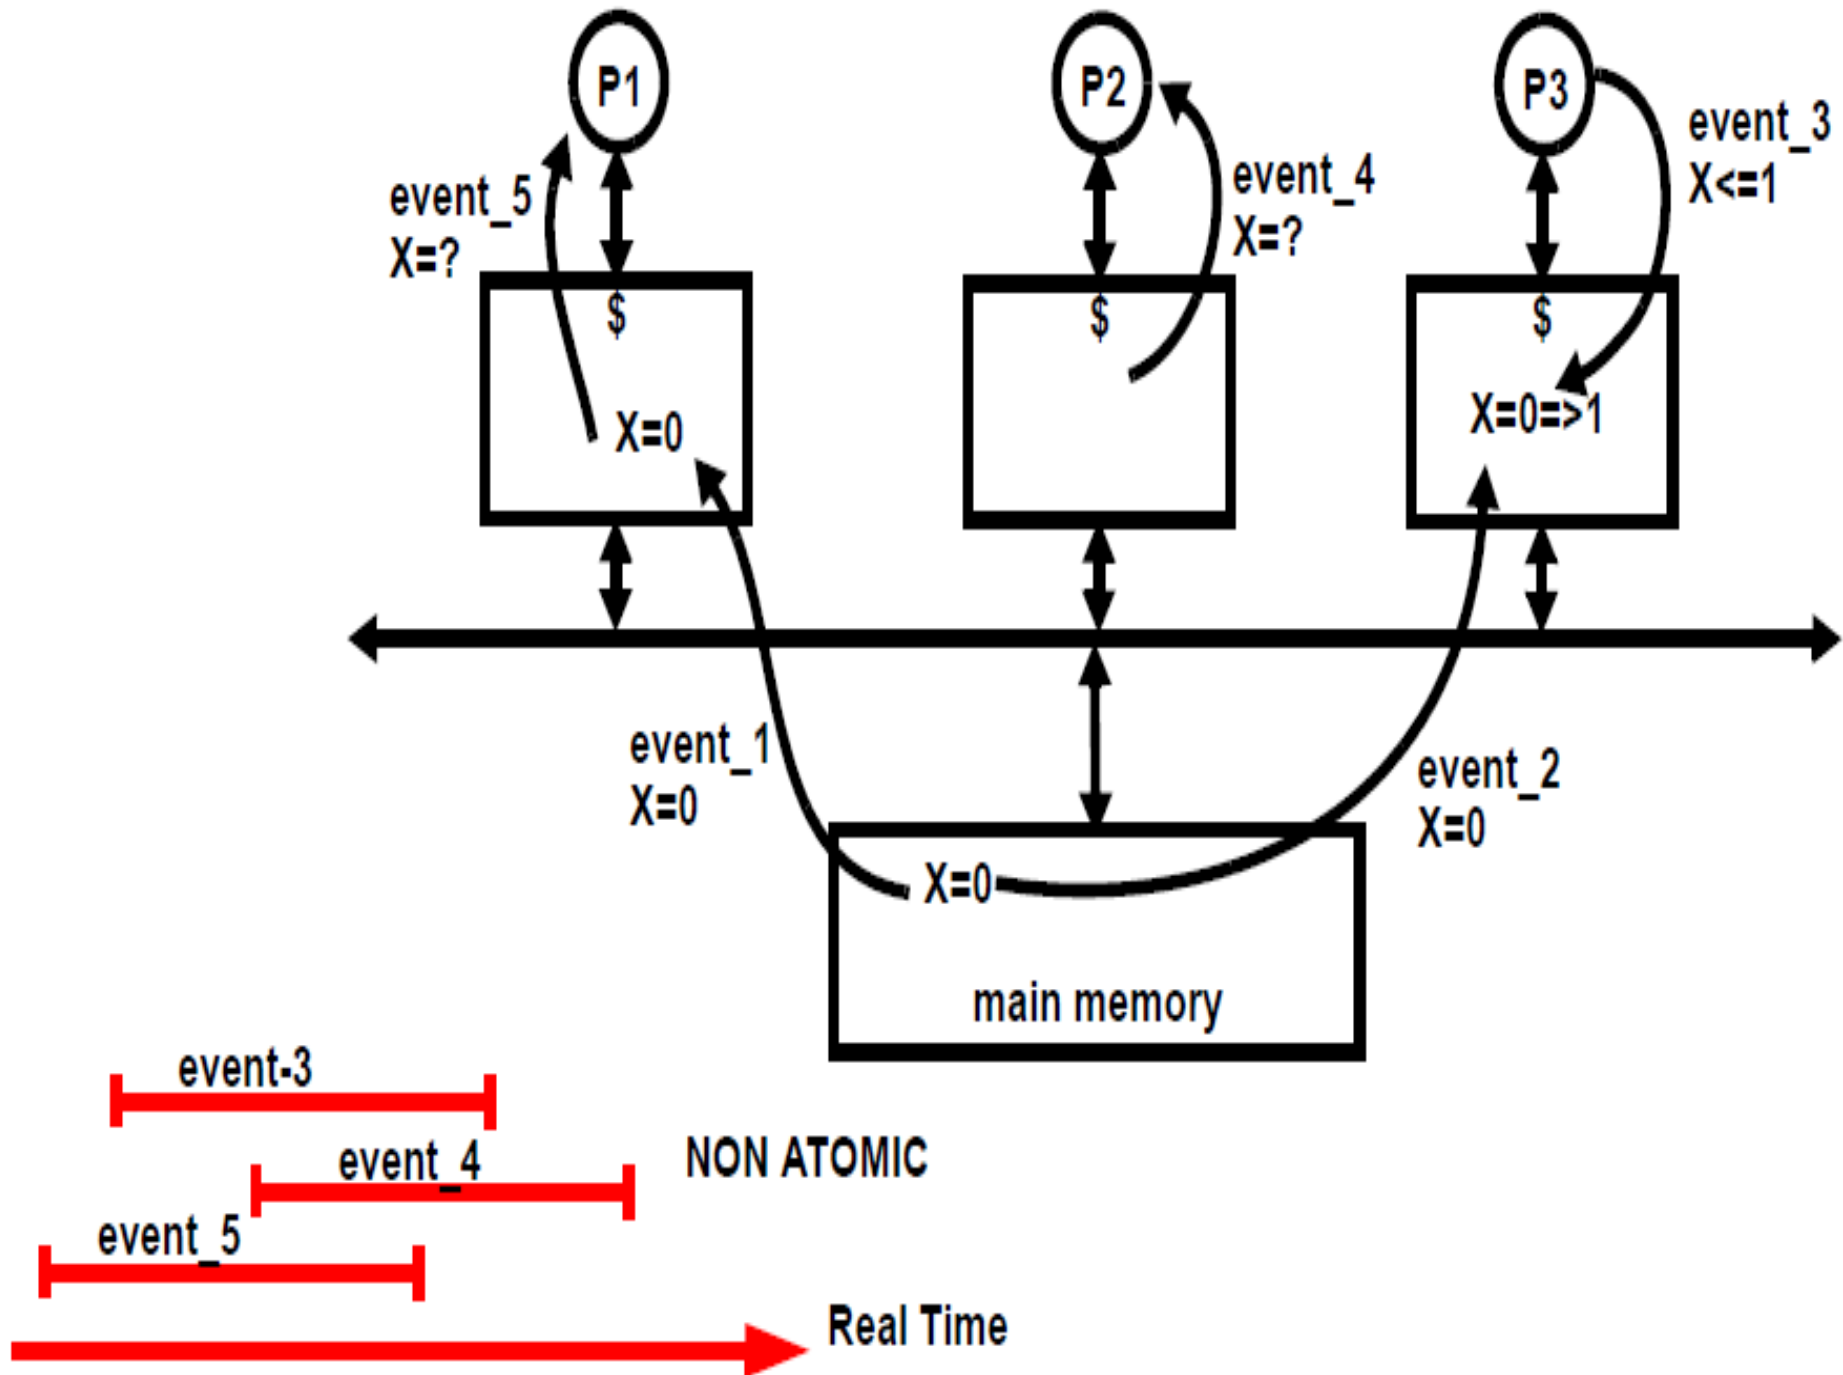 P1
P2
P3
event_3
X<=1
event_4
X=?
event_5
X=?
$
$
$
X=0
X=0=>1
event_1
X=0
event_2
X=0
X=0
main memory
event-3
event_4
NON ATOMIC
event_5
Real Time